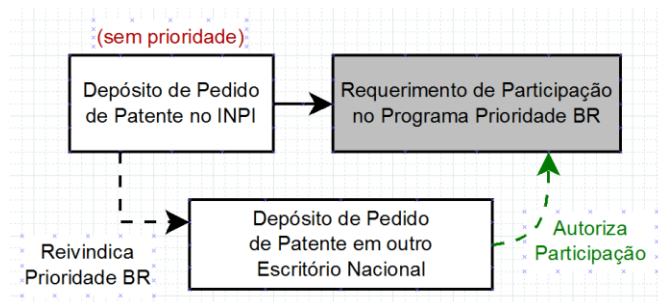 (sem prioridade)
Depósito de Pedido
de Patente no INPI
Requerimento de Participação
no Programa Prioridade BR
Depósito de Pedido
de Patente em outro
Escritório Nacional
Reivindica
Prioridade BR
Autoriza
Participação